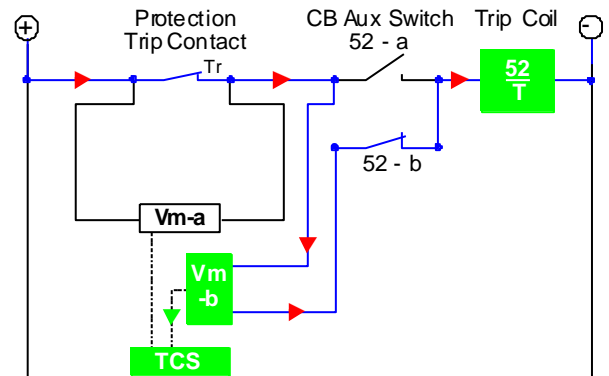 Protection
Trip Contact
CB Aux Switch
52 - a
Trip Coil
+
-
Tr
52
T
52 - b
Vm-a
Vm
-b
TCS